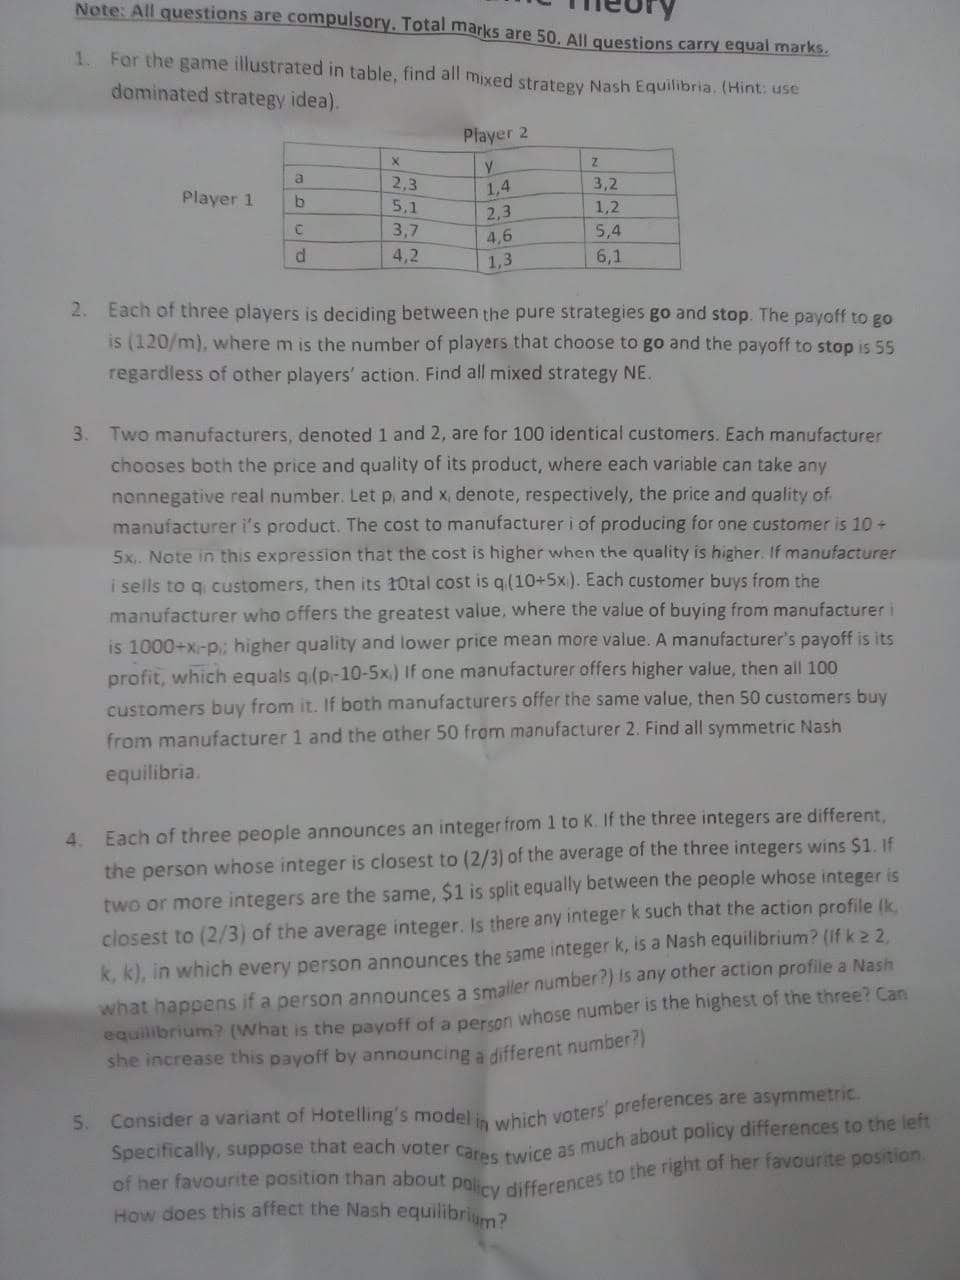 Theory
Note: All questions are compulsory. Total marks are 50. All questions carry equal marks.
1. For the game illustrated in table, find all mixed strategy Nash Equilibria. (Hint: use
dominated strategy idea).
Player 2
x y z
a 2,3 1,4 3,2
Player 1 b 5,1 2,3 1,2
c 3,7 4,6 5,4
d 4,2 1,3 6,1
2. Each of three players is deciding between the pure strategies go and stop. The payoff to go
is (120/m), where m is the number of players that choose to go and the payoff to stop is 55
regardless of other players' action. Find all mixed strategy NE.
3. Two manufacturers, denoted 1 and 2, are for 100 identical customers. Each manufacturer
chooses both the price and quality of its product, where each variable can take any
nonnegative real number. Let pᵢ and xᵢ denote, respectively, the price and quality of
manufacturer i's product. The cost to manufacturer i of producing for one customer is 10 +
5xᵢ. Note in this expression that the cost is higher when the quality is higher. If manufacturer
i sells to qᵢ customers, then its 10tal cost is qᵢ(10+5xᵢ). Each customer buys from the
manufacturer who offers the greatest value, where the value of buying from manufacturer i
is 1000+xᵢ-pᵢ; higher quality and lower price mean more value. A manufacturer's payoff is its
profit, which equals qᵢ(pᵢ-10-5xᵢ) If one manufacturer offers higher value, then all 100
customers buy from it. If both manufacturers offer the same value, then 50 customers buy
from manufacturer 1 and the other 50 from manufacturer 2. Find all symmetric Nash
equilibria.
4. Each of three people announces an integer from 1 to K. If the three integers are different,
the person whose integer is closest to (2/3) of the average of the three integers wins $1. If
two or more integers are the same, $1 is split equally between the people whose integer is
closest to (2/3) of the average integer. Is there any integer k such that the action profile (k,
k, k), in which every person announces the same integer k, is a Nash equilibrium? (If k ≥ 2,
what happens if a person announces a smaller number?) Is any other action profile a Nash
equilibrium? (What is the payoff of a person whose number is the highest of the three? Can
she increase this payoff by announcing a different number?)
5. Consider a variant of Hotelling's model in which voters' preferences are asymmetric.
Specifically, suppose that each voter cares twice as much about policy differences to the left
of her favourite position than about policy differences to the right of her favourite position.
How does this affect the Nash equilibrium?